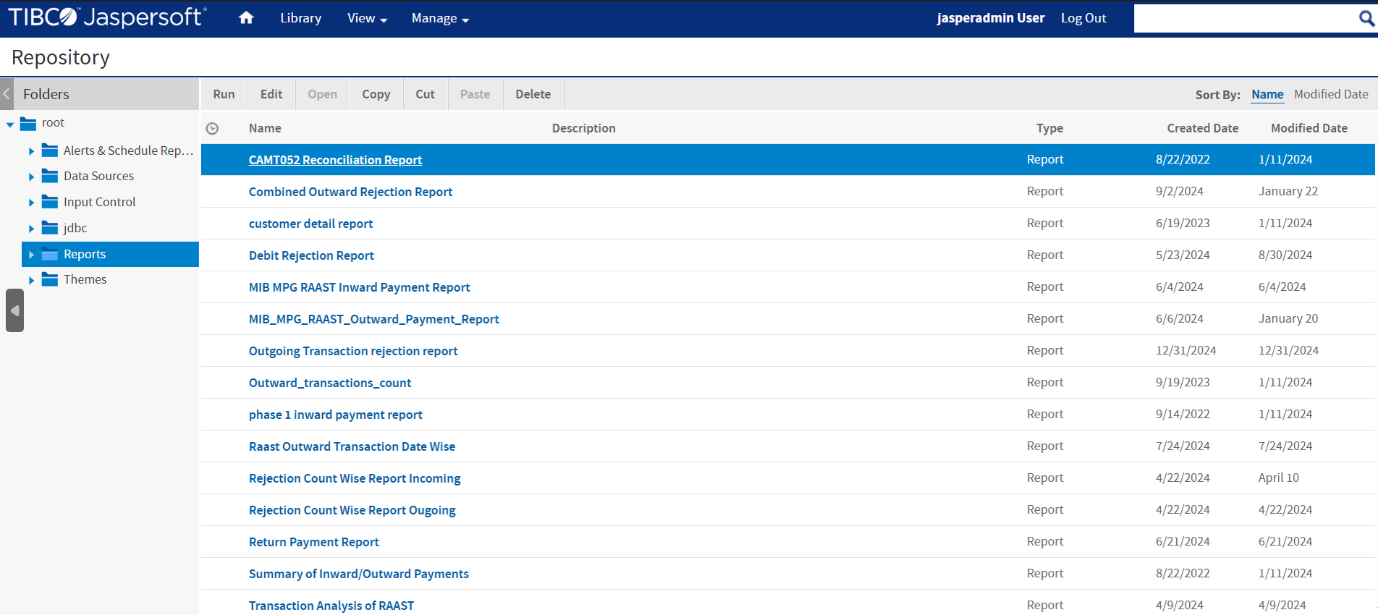 TIBCO Jaspersoft®
Library View Manage jasperadmin User Log Out
Repository
Folders
root
Alerts & Schedule Rep...
Data Sources
Input Control
jdbc
Reports
Themes
Run Edit Open Copy Cut Paste Delete Sort By: Name Modified Date
Name Description Type Created Date Modified Date
CAMT052 Reconciliation Report Report 8/22/2022 1/11/2024
Combined Outward Rejection Report Report 9/2/2024 January 22
customer detail report Report 6/19/2023 1/11/2024
Debit Rejection Report Report 5/23/2024 8/30/2024
MIB MPG RAAST Inward Payment Report Report 6/4/2024 6/4/2024
MIB_MPG_RAAST_Outward_Payment_Report Report 6/6/2024 January 20
Outgoing Transaction rejection report Report 12/31/2024 12/31/2024
Outward_transactions_count Report 9/19/2023 1/11/2024
phase 1 inward payment report Report 9/14/2022 1/11/2024
Raast Outward Transaction Date Wise Report 7/24/2024 7/24/2024
Rejection Count Wise Report Incoming Report 4/22/2024 April 10
Rejection Count Wise Report Ougoing Report 4/22/2024 4/22/2024
Return Payment Report Report 6/21/2024 6/21/2024
Summary of Inward/Outward Payments Report 8/22/2022 1/11/2024
Transaction Analysis of RAAST Report 4/9/2024 4/9/2024